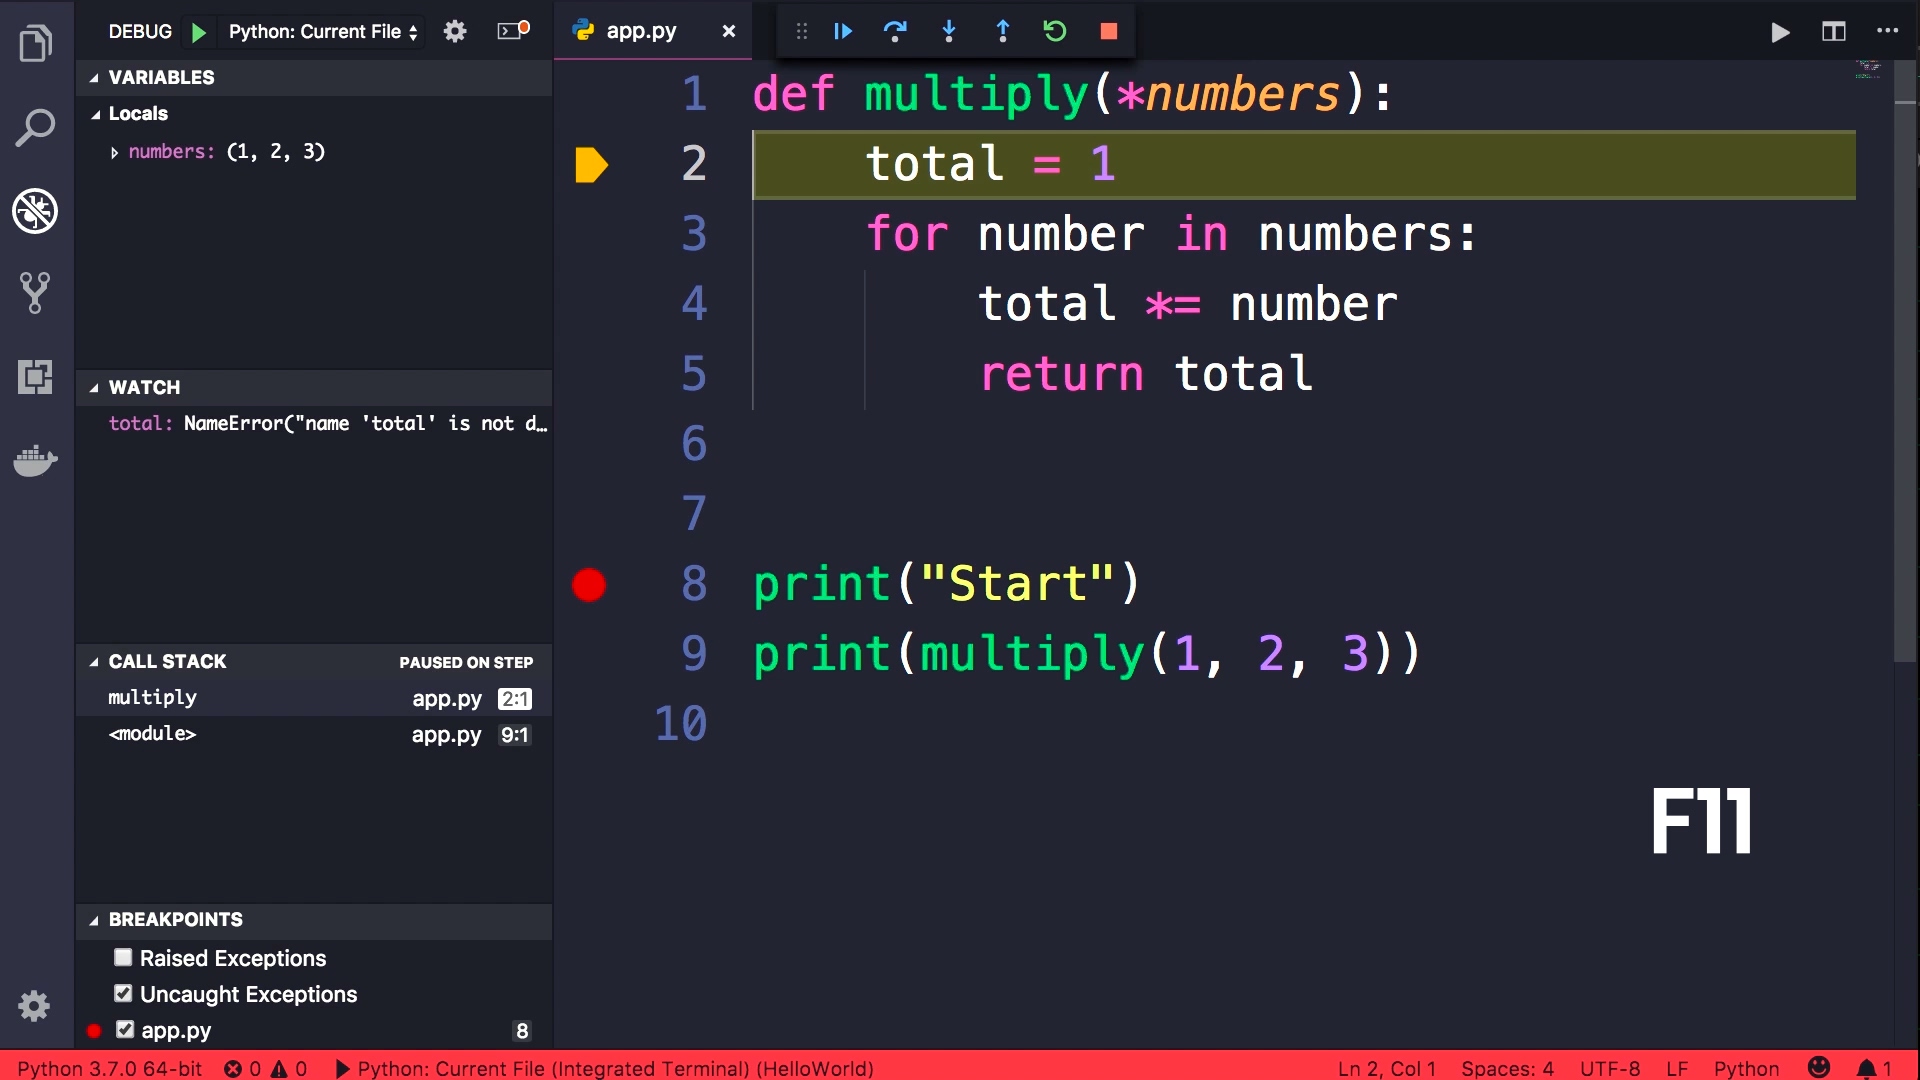 DEBUG Python: Current File
VARIABLES
Locals
numbers: (1, 2, 3)
WATCH
total: NameError("name 'total' is not d…
CALL STACK PAUSED ON STEP
multiply app.py 2:1
<module> app.py 9:1
BREAKPOINTS
Raised Exceptions
Uncaught Exceptions
app.py 8
app.py
1 def multiply(*numbers):
2 total = 1
3 for number in numbers:
4 total *= number
5 return total
6
7
8 print("Start")
9 print(multiply(1, 2, 3))
10
F11
Python 3.7.0 64-bit 0 0 Python: Current File (Integrated Terminal) (HelloWorld) Ln 2, Col 1 Spaces: 4 UTF-8 LF Python 1